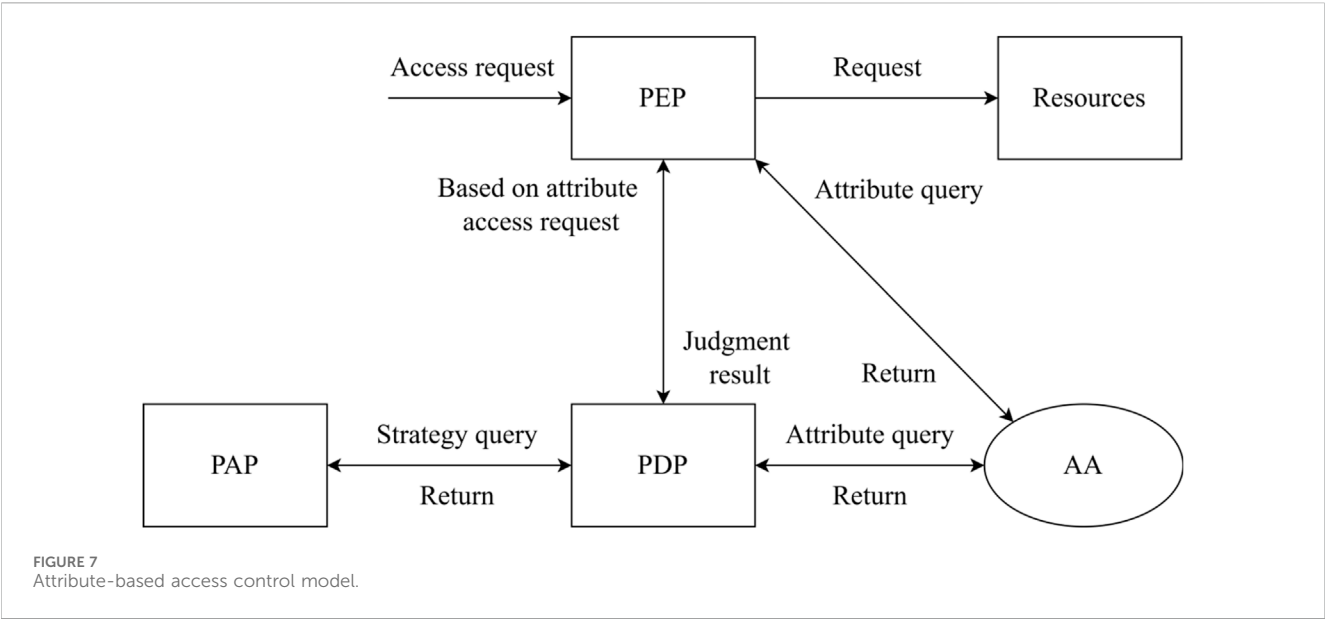 Access request
PEP
Request
Resources
Based on attribute
access request
Attribute query
Judgment
result
Return
PAP
Strategy query
Return
PDP
Attribute query
Return
AA
FIGURE 7
Attribute-based access control model.